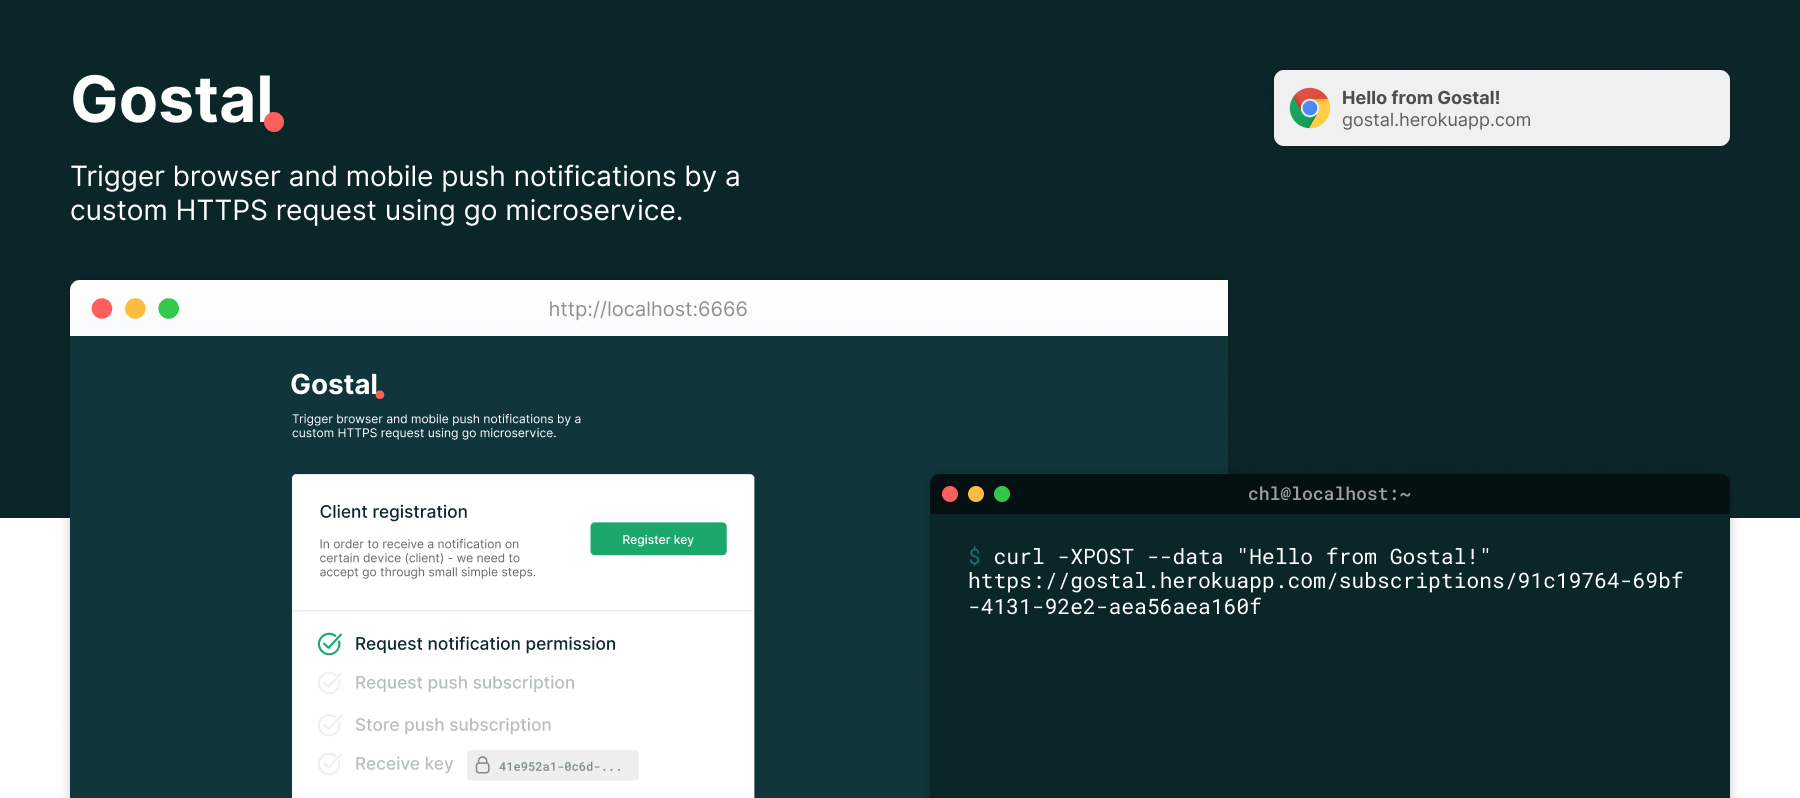 Gostal
Trigger browser and mobile push notifications by a
custom HTTPS request using go microservice.
Hello from Gostal!
gostal.herokuapp.com
http://localhost:6666
Gostal
Trigger browser and mobile push notifications by a
custom HTTPS request using go microservice.
Client registration
In order to receive a notification on
certain device (client) - we need to
accept go through small simple steps.
Register key
Request notification permission
Request push subscription
Store push subscription
Receive key
41e952a1-0c6d-...
chl@localhost:~
$ curl -XPOST --data "Hello from Gostal!"
https://gostal.herokuapp.com/subscriptions/91c19764-69bf
-4131-92e2-aea56aea160f